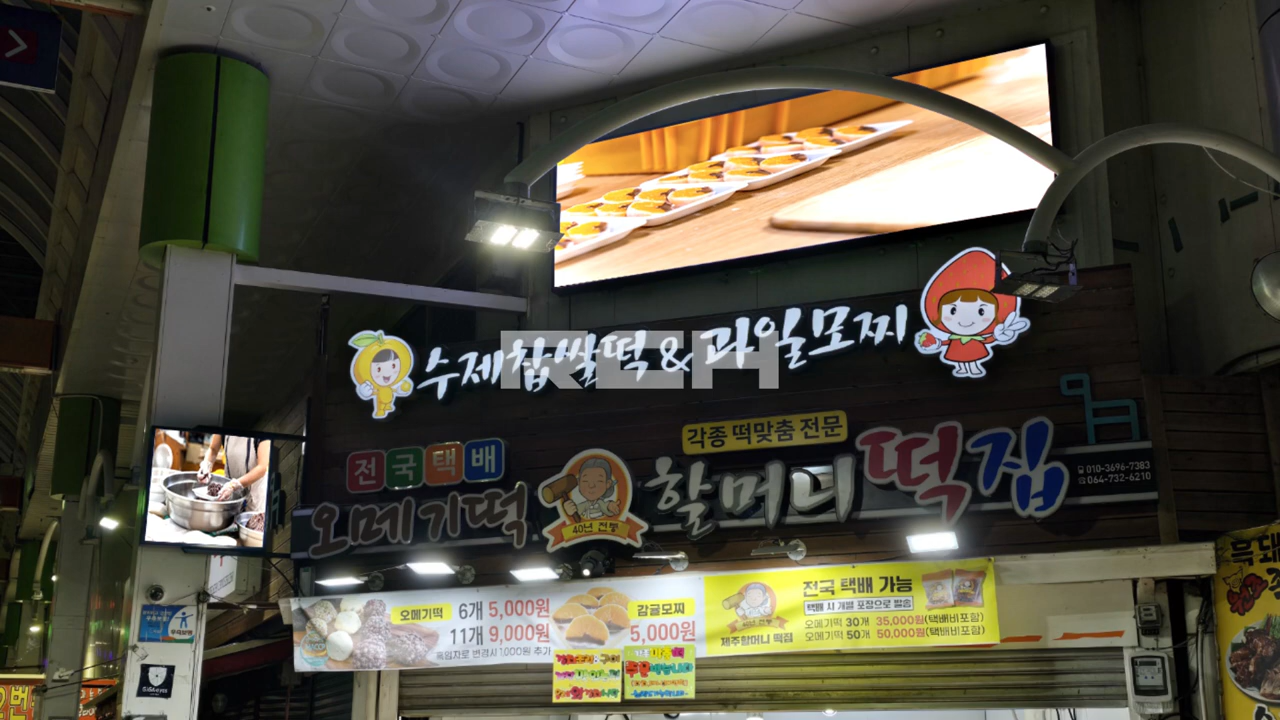 수제찹쌀떡&과일모찌
각종 떡맞춤 전문
전국택배
오메기떡
40년 전통
할머니떡집
010-3696-7383
064-732-6210
오메기떡 6개 5,000원
11개 9,000원
흑임자로 변경시 1,000원 추가
감귤모찌
5,000원
40년 전통
제주할머니 떡집
전국 택배 가능
택배 시 개별 포장으로 발송
오메기떡 30개 35,000원(택배비포함)
오메기떡 50개 50,000원(택배비포함)